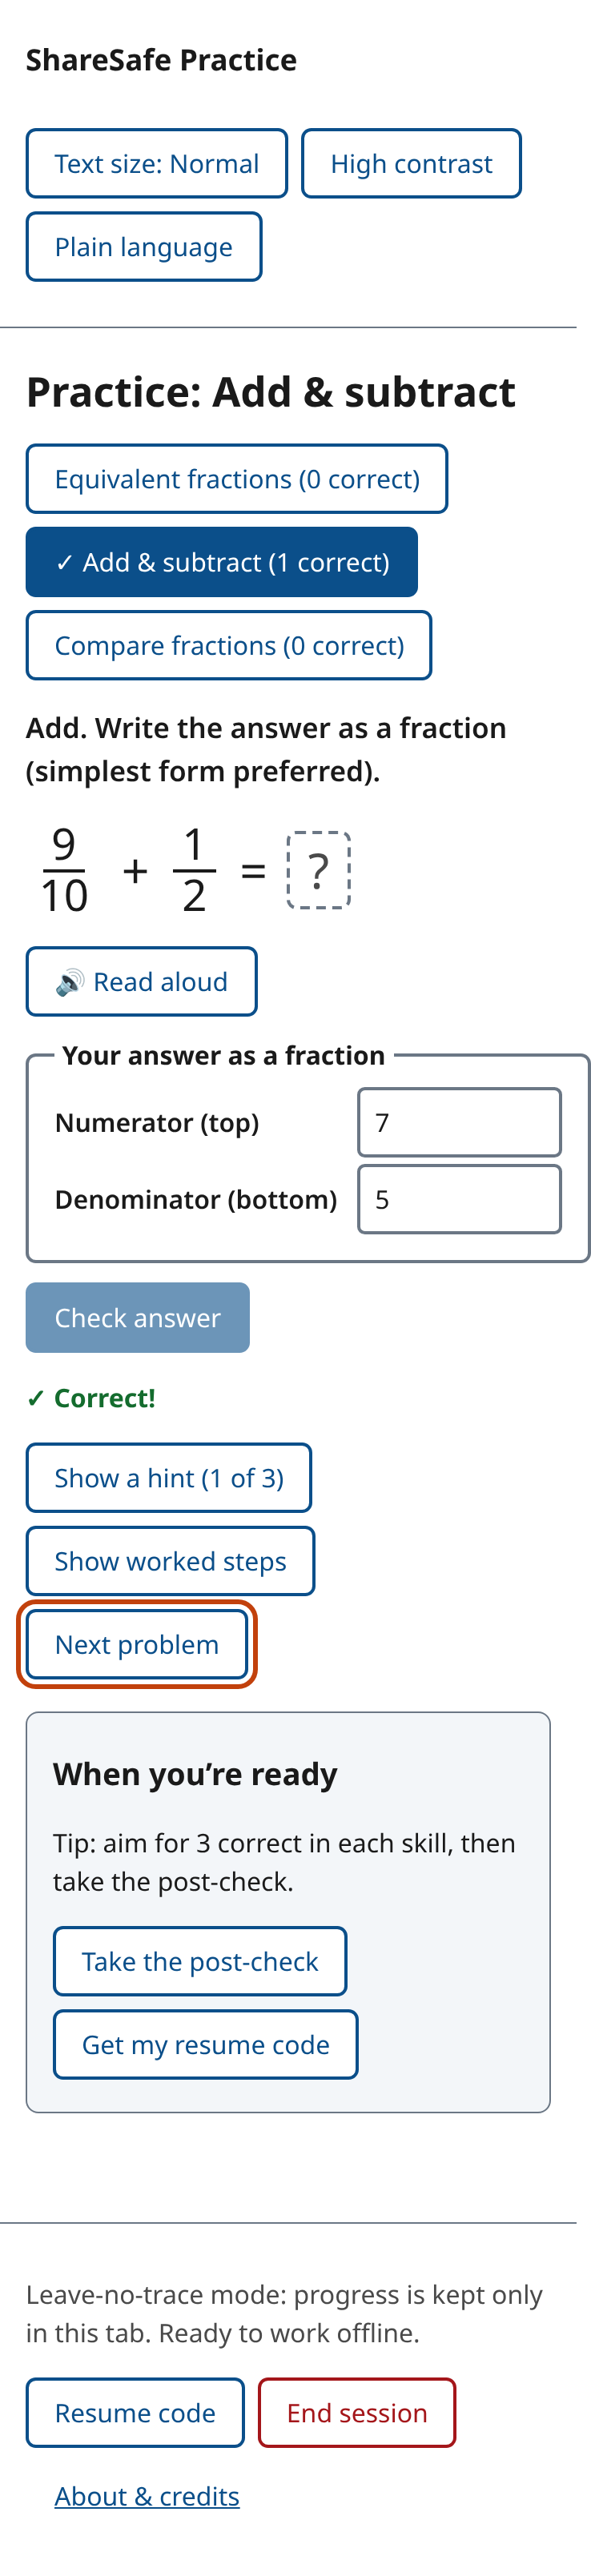 ShareSafe Practice
Text size: Normal
High contrast
Plain language
Practice: Add & subtract
Equivalent fractions (0 correct)
✓ Add & subtract (1 correct)
Compare fractions (0 correct)
Add. Write the answer as a fraction
(simplest form preferred).
9/10 + 1/2 = ?
🔊 Read aloud
Your answer as a fraction
Numerator (top) 7
Denominator (bottom) 5
Check answer
✓ Correct!
Show a hint (1 of 3)
Show worked steps
Next problem
When you’re ready
Tip: aim for 3 correct in each skill, then
take the post-check.
Take the post-check
Get my resume code
Leave-no-trace mode: progress is kept only
in this tab. Ready to work offline.
Resume code
End session
About & credits